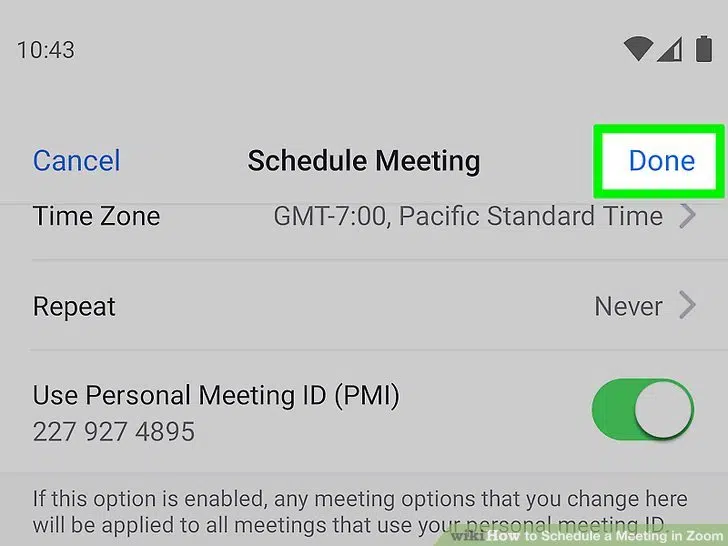 10:43
Cancel Schedule Meeting Done
Time Zone GMT-7:00, Pacific Standard Time
Repeat Never
Use Personal Meeting ID (PMI)
227 927 4895
If this option is enabled, any meeting options that you change here
will be applied to all meetings that use your personal meeting ID.
wikiHow to Schedule a Meeting in Zoom